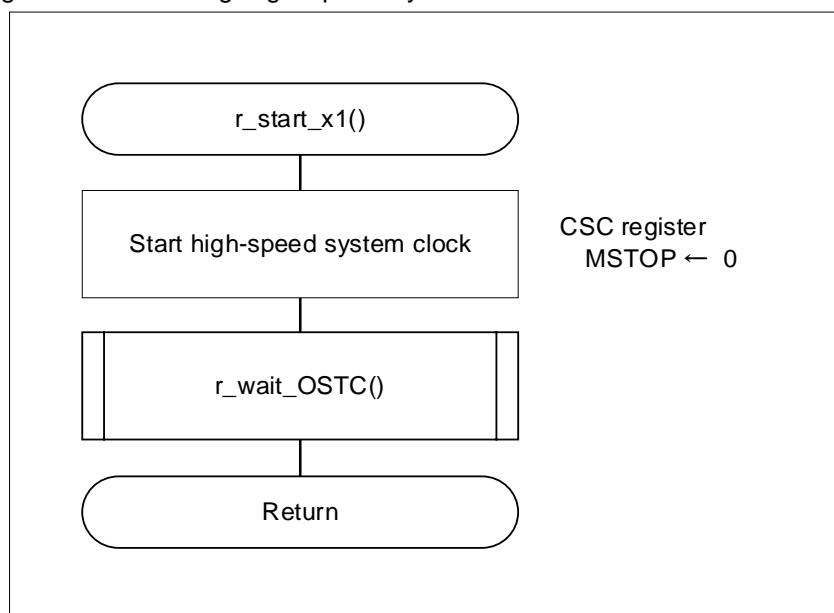 r_start_x1()
Start high-speed system clock
CSC register
MSTOP ← 0
r_wait_OSTC()
Return